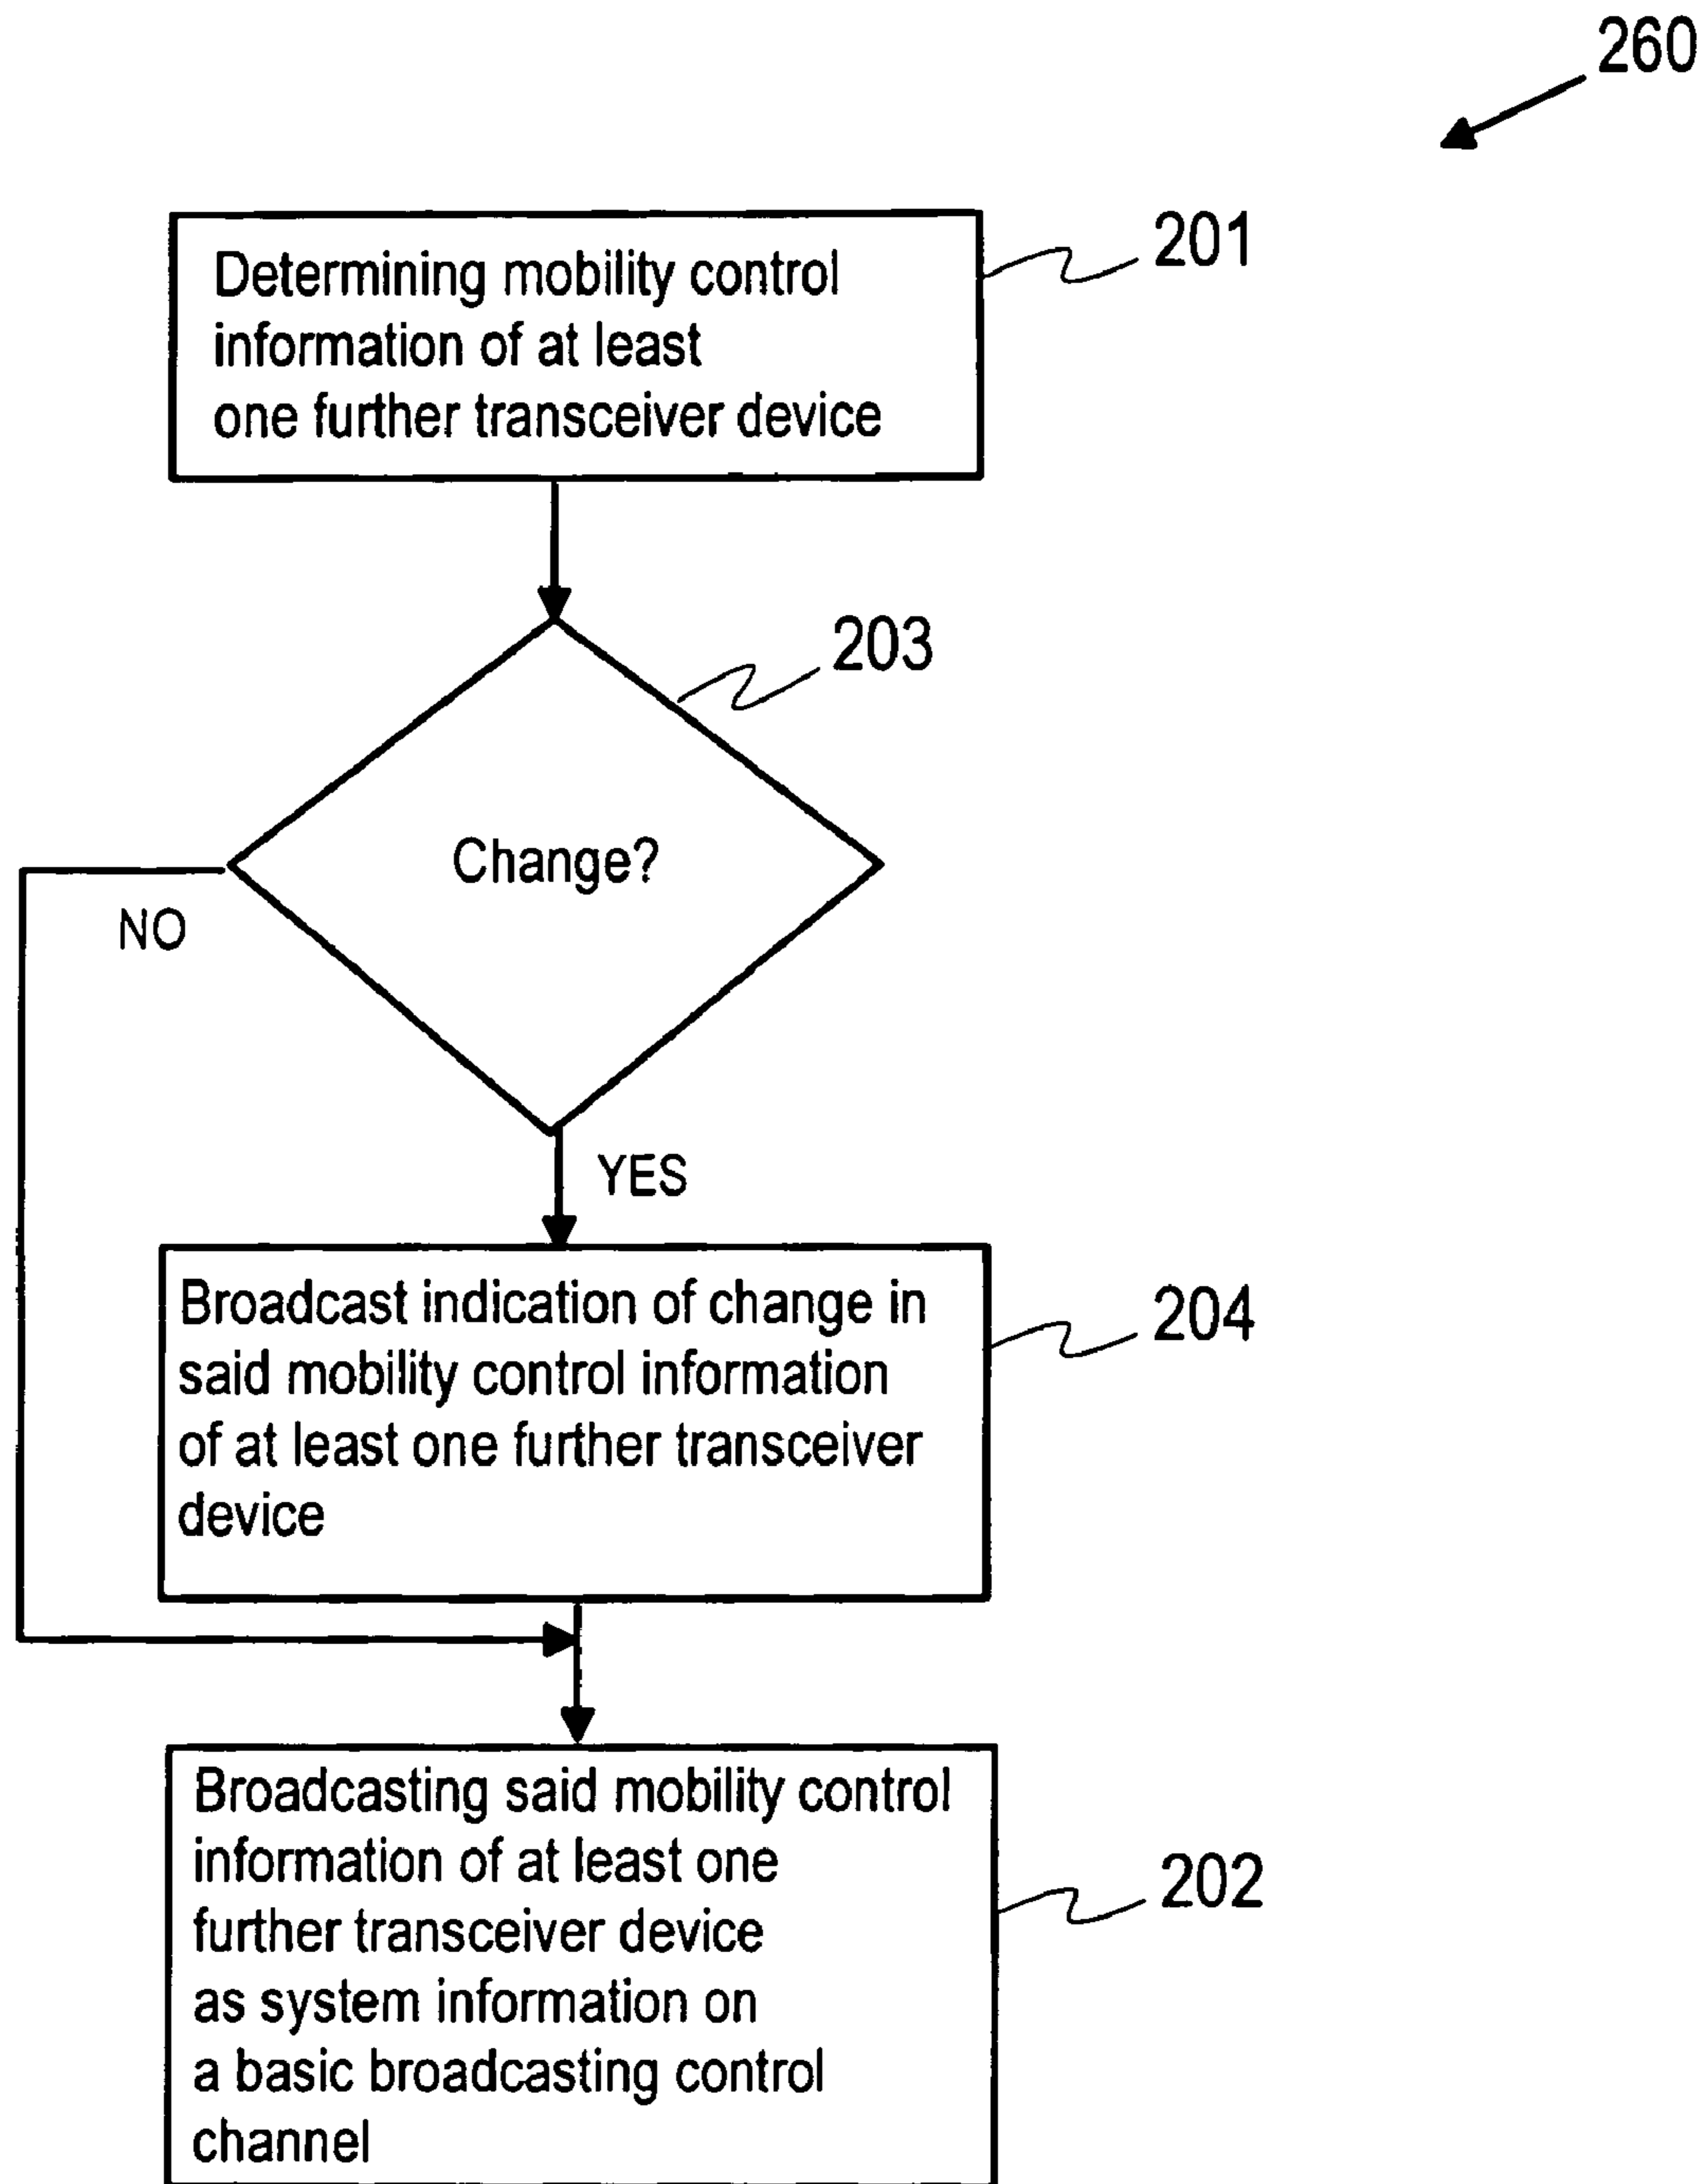 260
Determining mobility control
information of at least
one further transceiver device
201
203
Change?
NO
YES
Broadcast indication of change in
said mobility control information
of at least one further transceiver
device
204
Broadcasting said mobility control
information of at least one
further transceiver device
as system information on
a basic broadcasting control
channel
202